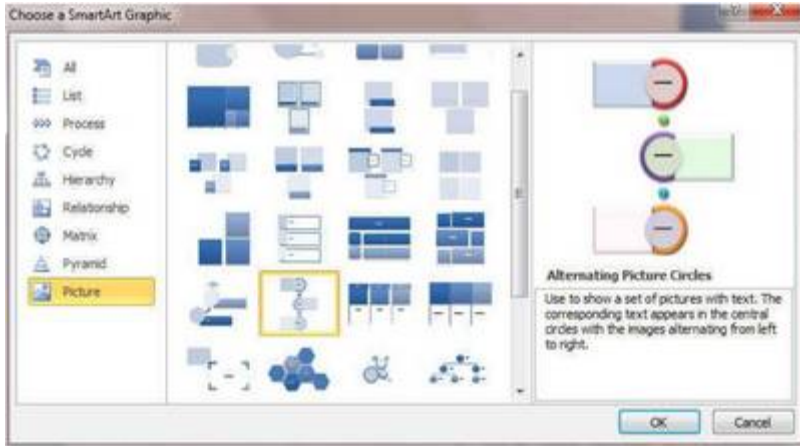 Choose a SmartArt Graphic
All
List
Process
Cycle
Hierarchy
Relationship
Matrix
Pyramid
Picture
Alternating Picture Circles
Use to show a set of pictures with text. The
corresponding text appears in the central
circles with the images alternating from left
to right.
OK
Cancel